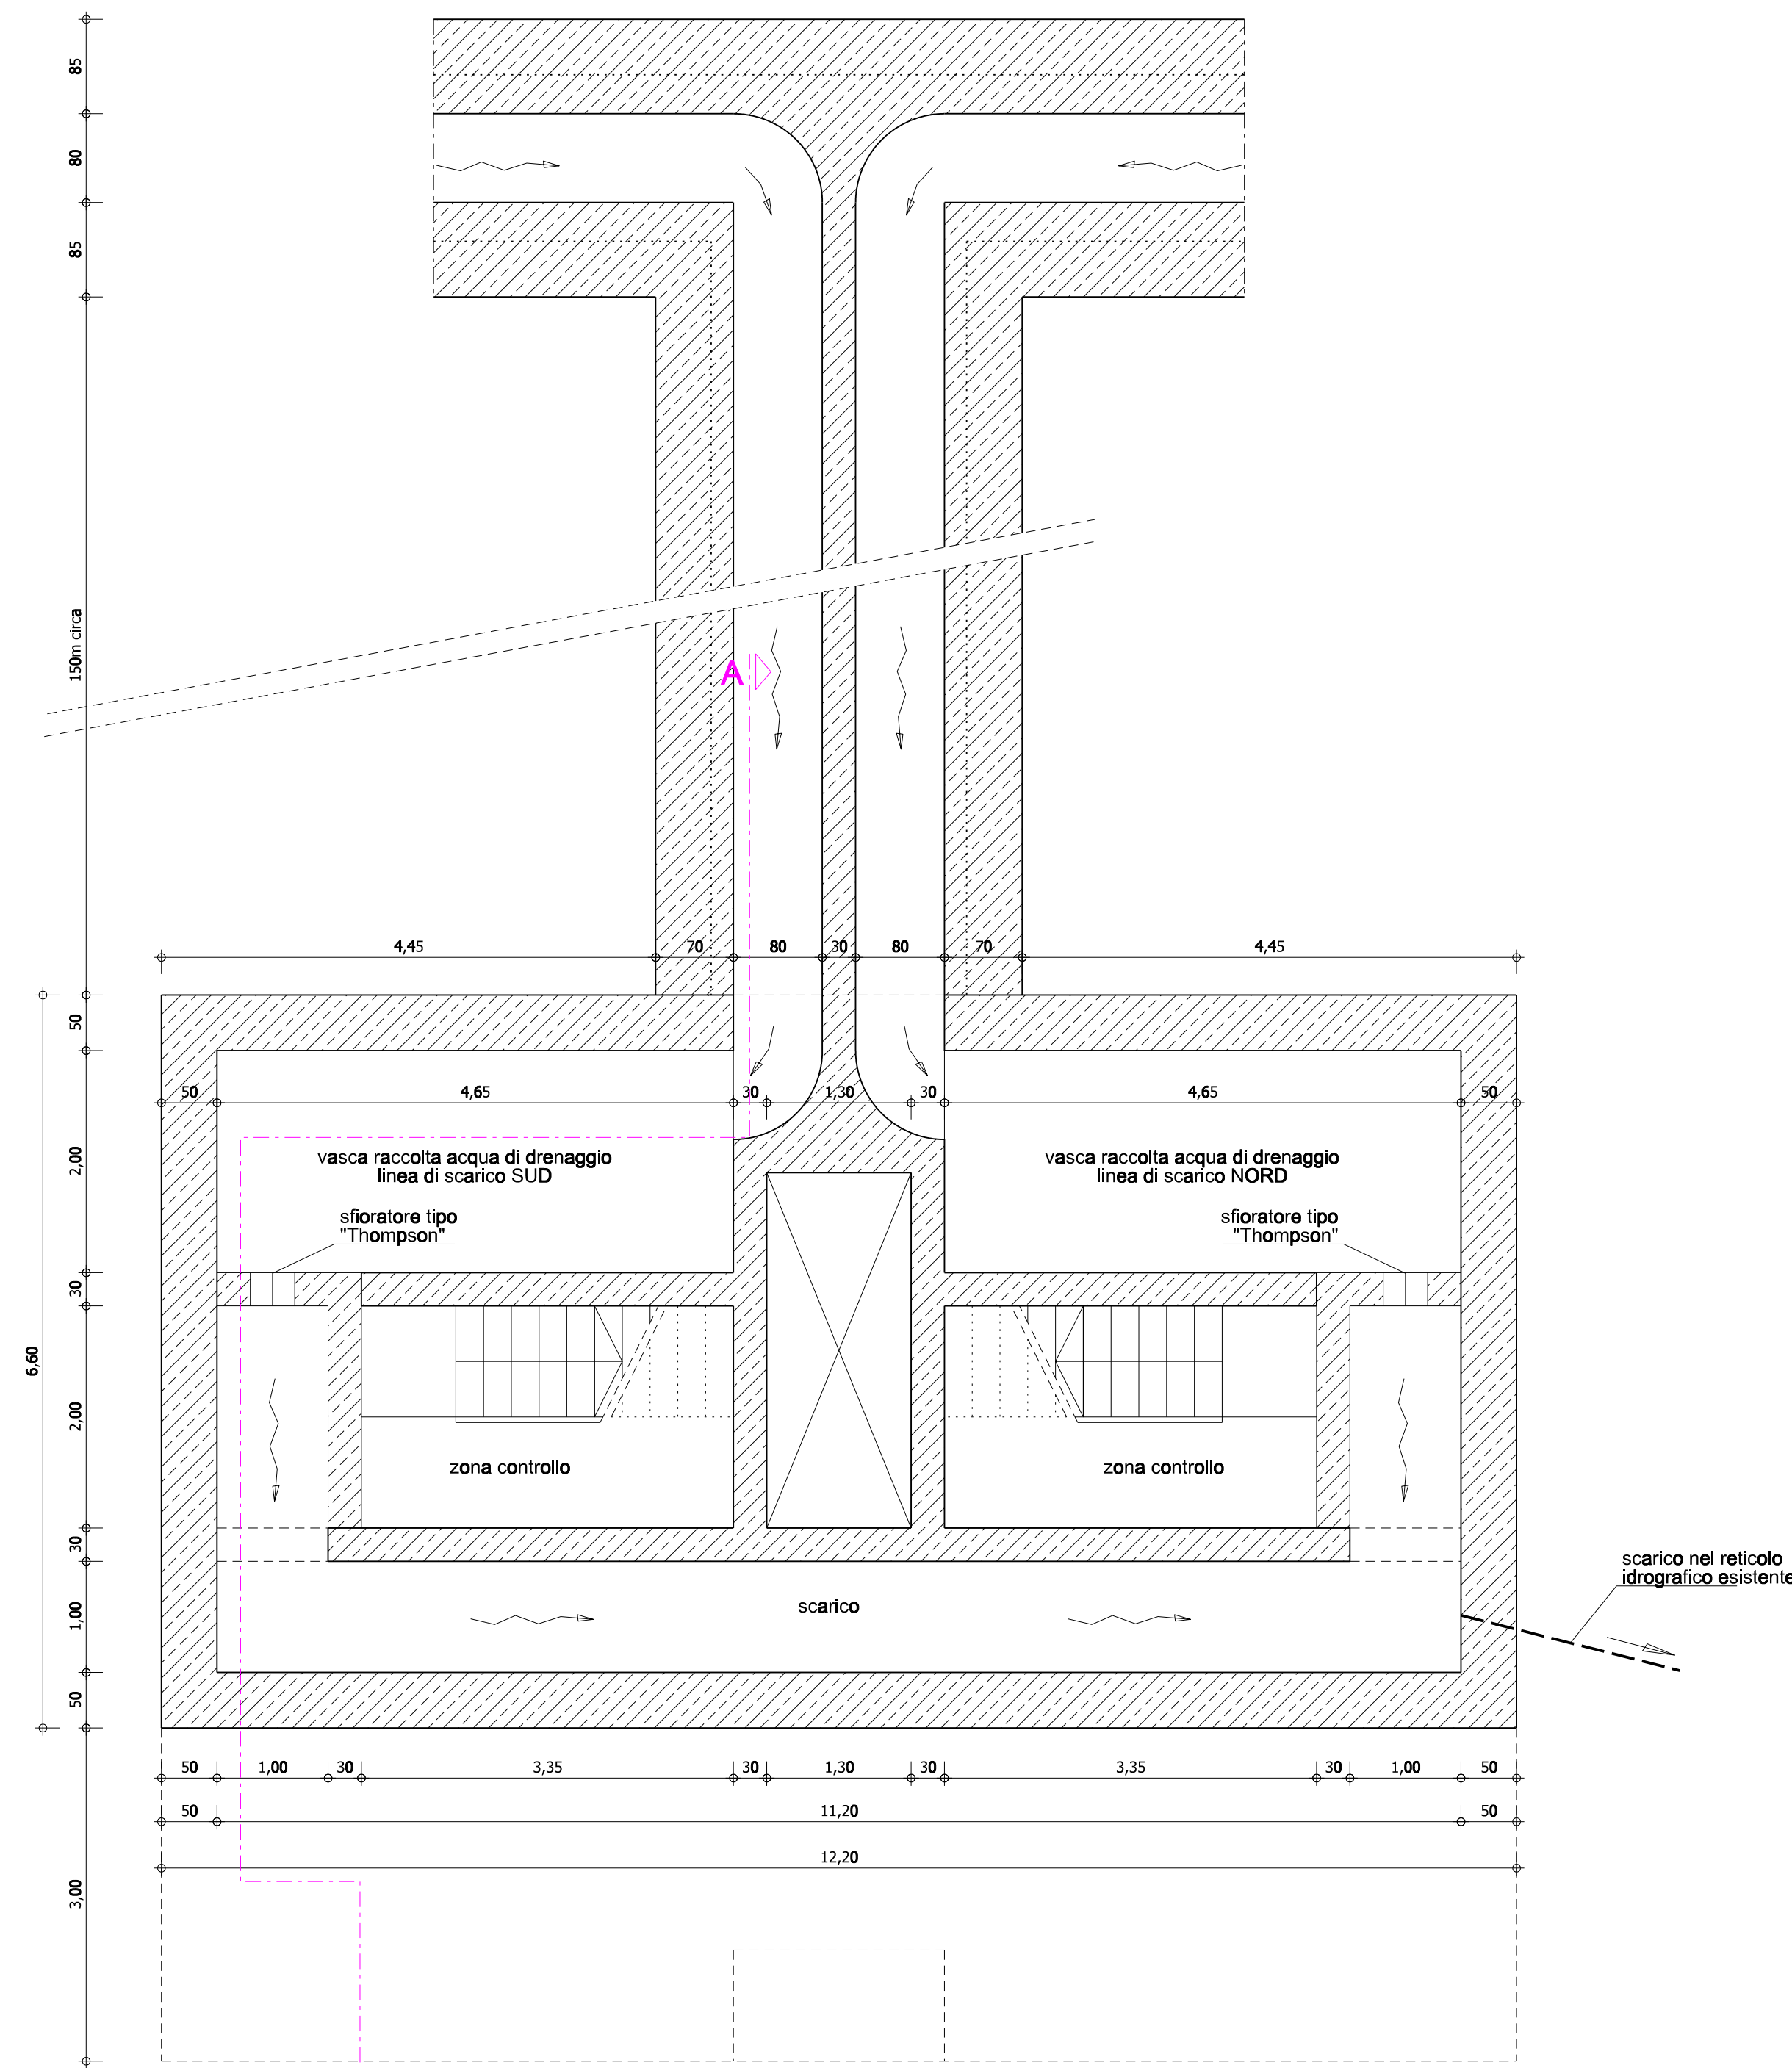 85
80
85
150m circa
A
4,45
70
80
30
80
70
4,45
50
50
4,65
30
1,30
30
4,65
50
2,00
vasca raccolta acqua di drenaggio
linea di scarico SUD
vasca raccolta acqua di drenaggio
linea di scarico NORD
sfioratore tipo
"Thompson"
sfioratore tipo
"Thompson"
30
6,60
2,00
zona controllo
zona controllo
30
scarico nel reticolo
idrografico esistente
1,00
scarico
50
50
1,00
30
3,35
30
1,30
30
3,35
30
1,00
50
50
11,20
50
12,20
3,00